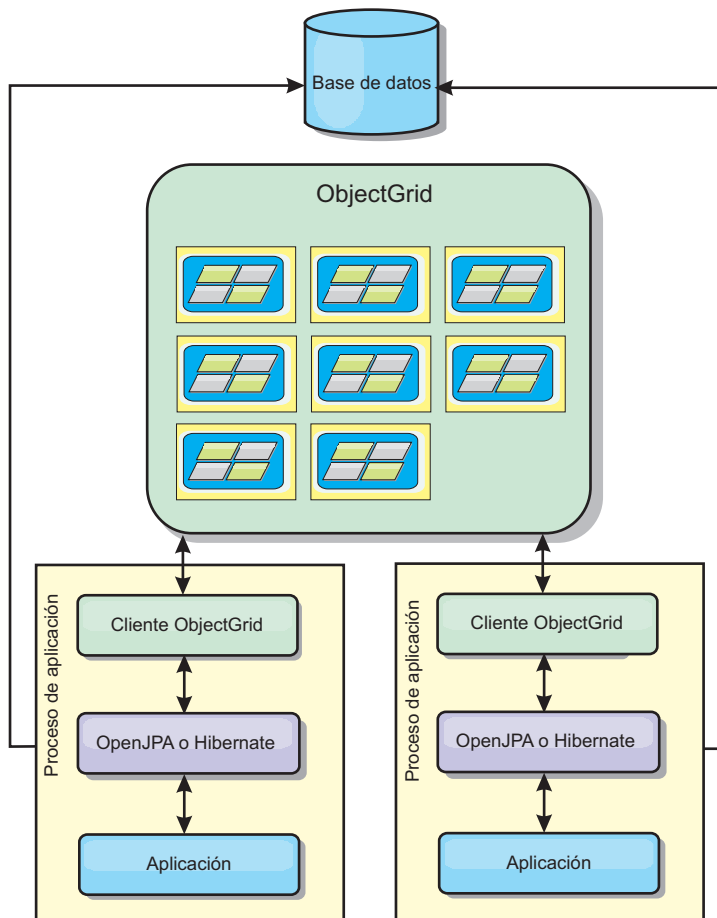 Base de datos
ObjectGrid
Proceso de aplicación
Cliente ObjectGrid
OpenJPA o Hibernate
Aplicación
Proceso de aplicación
Cliente ObjectGrid
OpenJPA o Hibernate
Aplicación